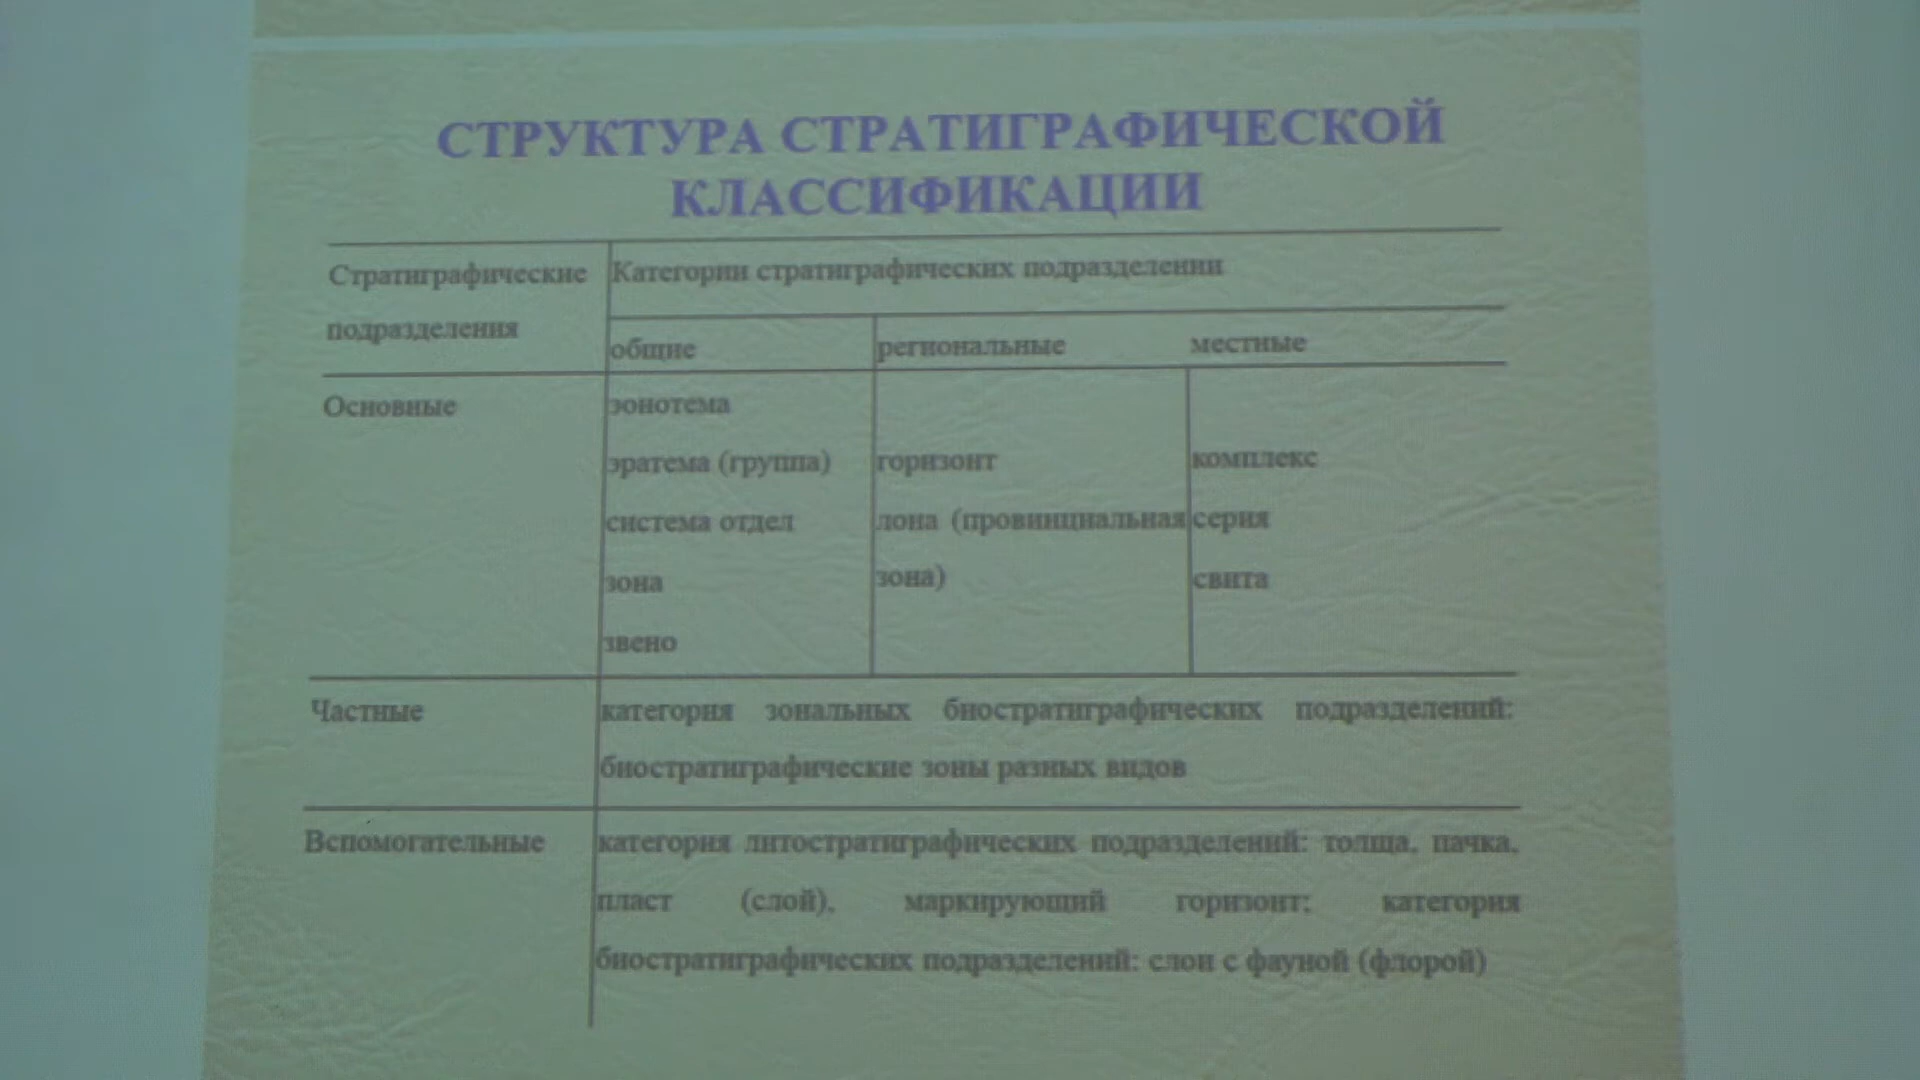 СТРУКТУРА СТРАТИГРАФИЧЕСКОЙ
КЛАССИФИКАЦИИ
Стратиграфические
подразделения
Категории стратиграфических подразделении
общие
региональные
местные
Основные
эонотема
эратема (группа)
система отдел
зона
звено
горизонт
лона (провинциальная
зона)
комплекс
серия
свита
Частные
категория зональных биостратиграфических подразделений:
биостратиграфические зоны разных видов
Вспомогательные
категория литостратиграфических подразделений: толща, пачка,
пласт (слой), маркирующий горизонт; категория
биостратиграфических подразделений: слои с фауной (флорой)